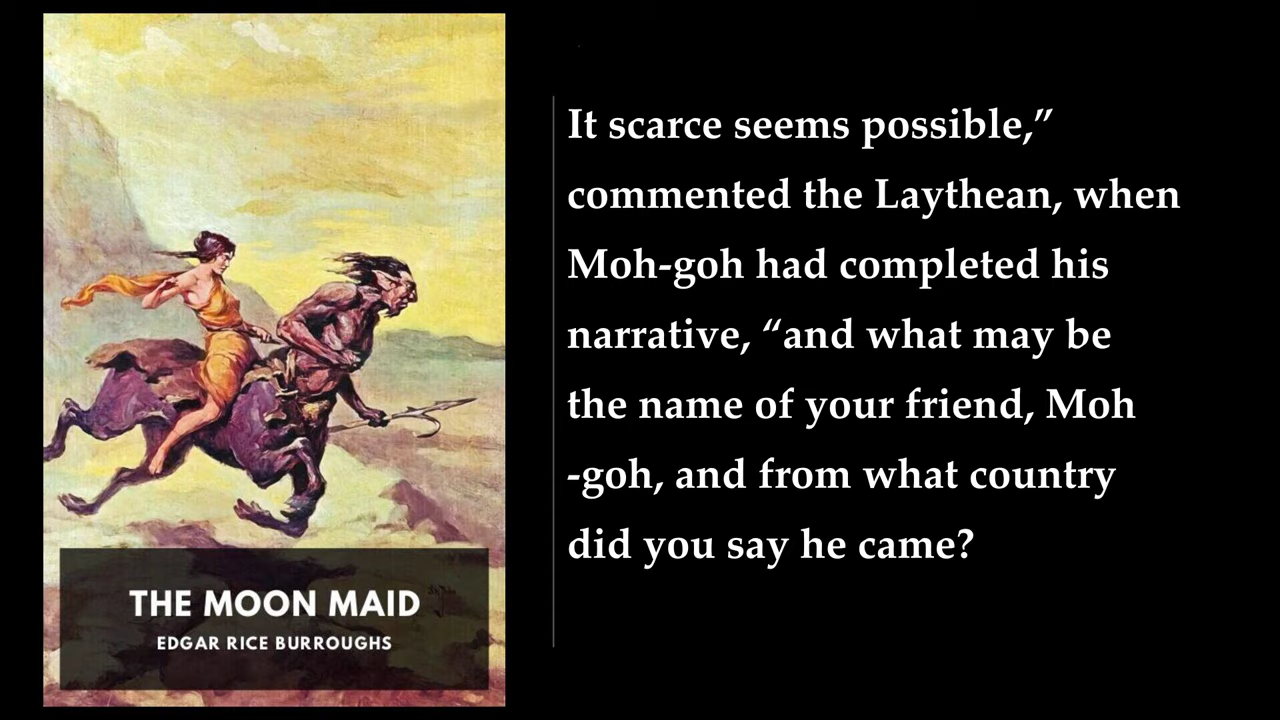 It scarce seems possible,”
commented the Laythean, when
Moh-goh had completed his
narrative, “and what may be
the name of your friend, Moh
-goh, and from what country
did you say he came?
THE MOON MAID
EDGAR RICE BURROUGHS